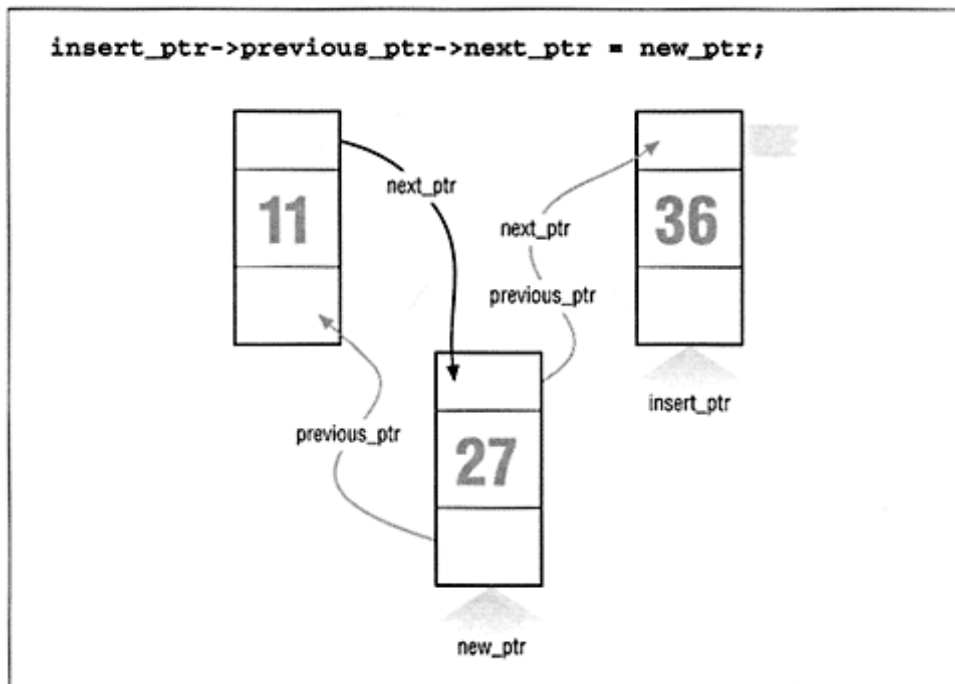 insert_ptr->previous_ptr->next_ptr = new_ptr;
next_ptr
11
36
next_ptr
previous_ptr
insert_ptr
previous_ptr
27
new_ptr